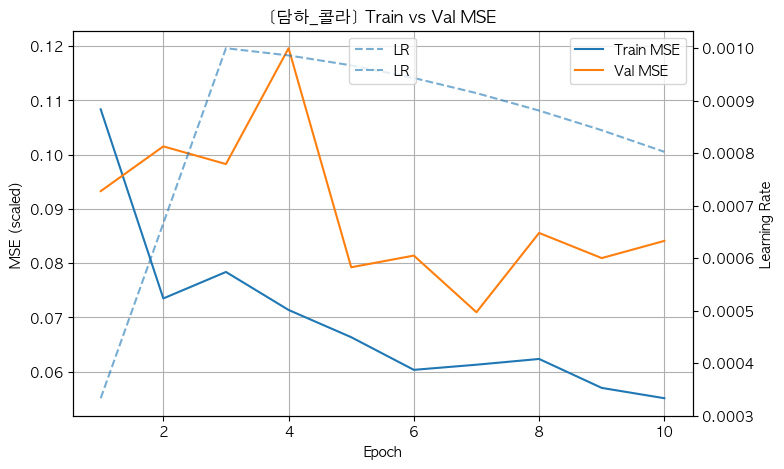 [담하_콜라] Train vs Val MSE
MSE (scaled)
0.12
0.11
0.10
0.09
0.08
0.07
0.06
LR
LR
Train MSE
Val MSE
0.0010
0.0009
0.0008
0.0007
0.0006
0.0005
0.0004
0.0003
Learning Rate
2 4 6 8 10
Epoch